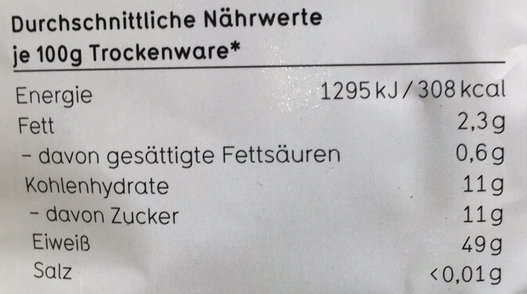 Durchschnittliche Nährwerte
je 100g Trockenware*
Energie 1295 kJ / 308 kcal
Fett 2,3 g
- davon gesättigte Fettsäuren 0,6 g
Kohlenhydrate 11 g
- davon Zucker 11 g
Eiweiß 49 g
Salz <0,01 g